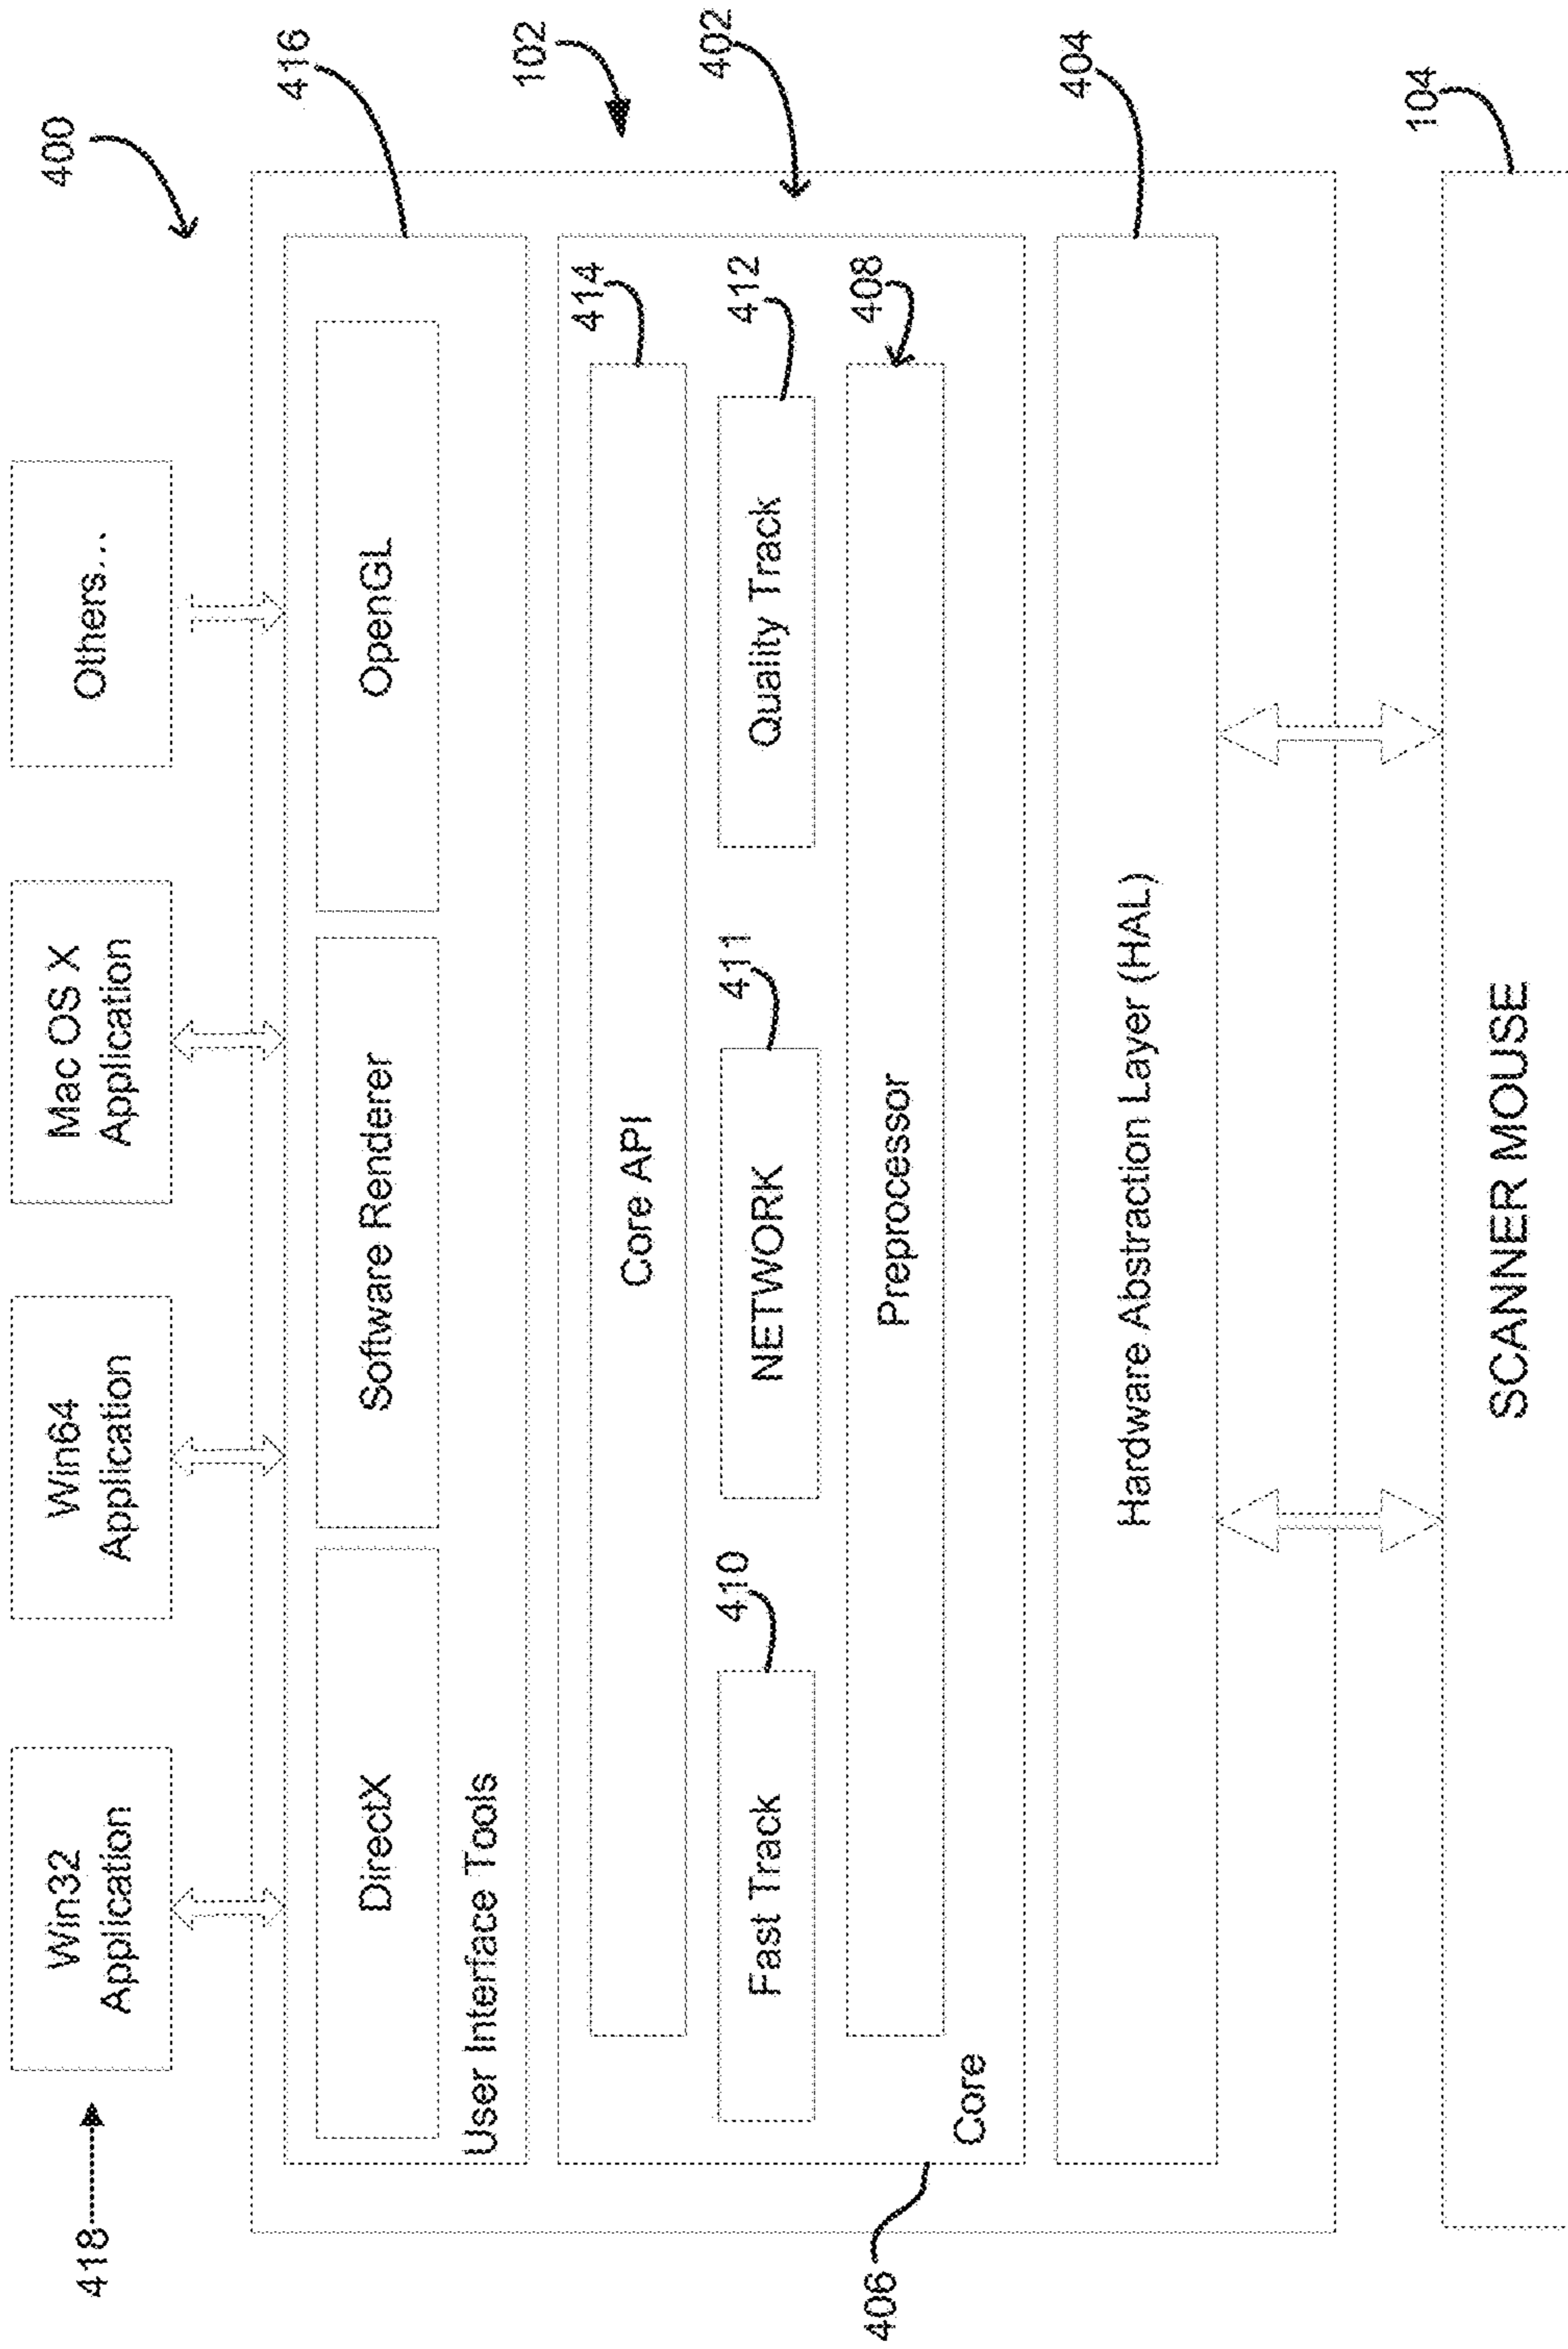 400
418
Win32
Application
Win64
Application
Mac OS X
Application
Others...
416
DirectX
Software Renderer
OpenGL
User Interface Tools
102
414
Core API
402
410
Fast Track
411
NETWORK
412
Quality Track
408
Preprocessor
Core
406
404
Hardware Abstraction Layer (HAL)
104
SCANNER MOUSE